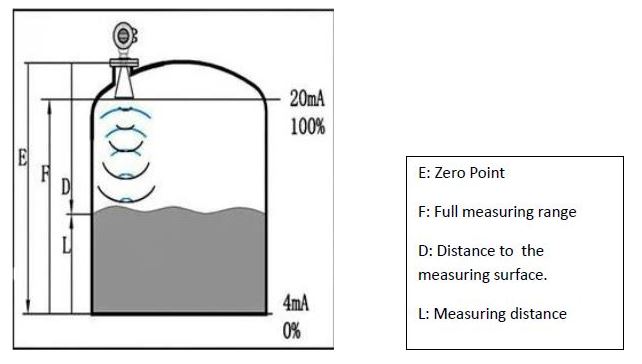 20mA
100%
E
F
D
L
4mA
0%
E: Zero Point
F: Full measuring range
D: Distance to the
measuring surface.
L: Measuring distance